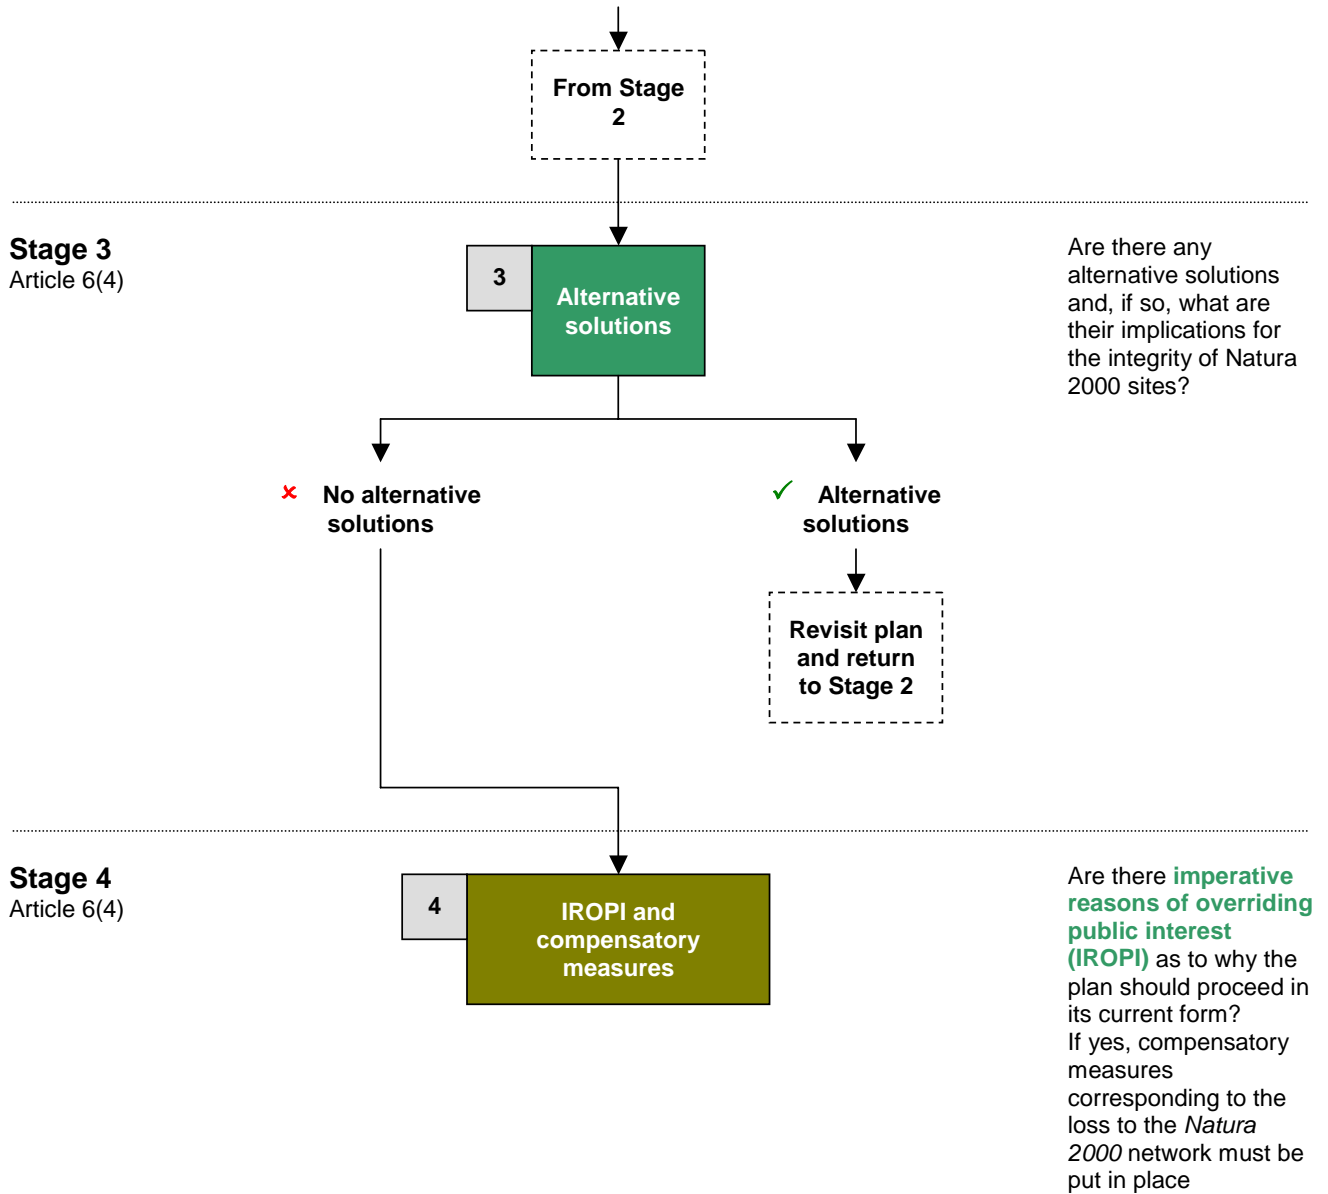 From Stage
2
Stage 3
Article 6(4)
3
Alternative
solutions
Are there any
alternative solutions
and, if so, what are
their implications for
the integrity of Natura
2000 sites?
✘ No alternative
solutions
✓ Alternative
solutions
Revisit plan
and return
to Stage 2
Stage 4
Article 6(4)
4
IROPI and
compensatory
measures
Are there imperative
reasons of overriding
public interest
(IROPI) as to why the
plan should proceed in
its current form?
If yes, compensatory
measures
corresponding to the
loss to the Natura
2000 network must be
put in place